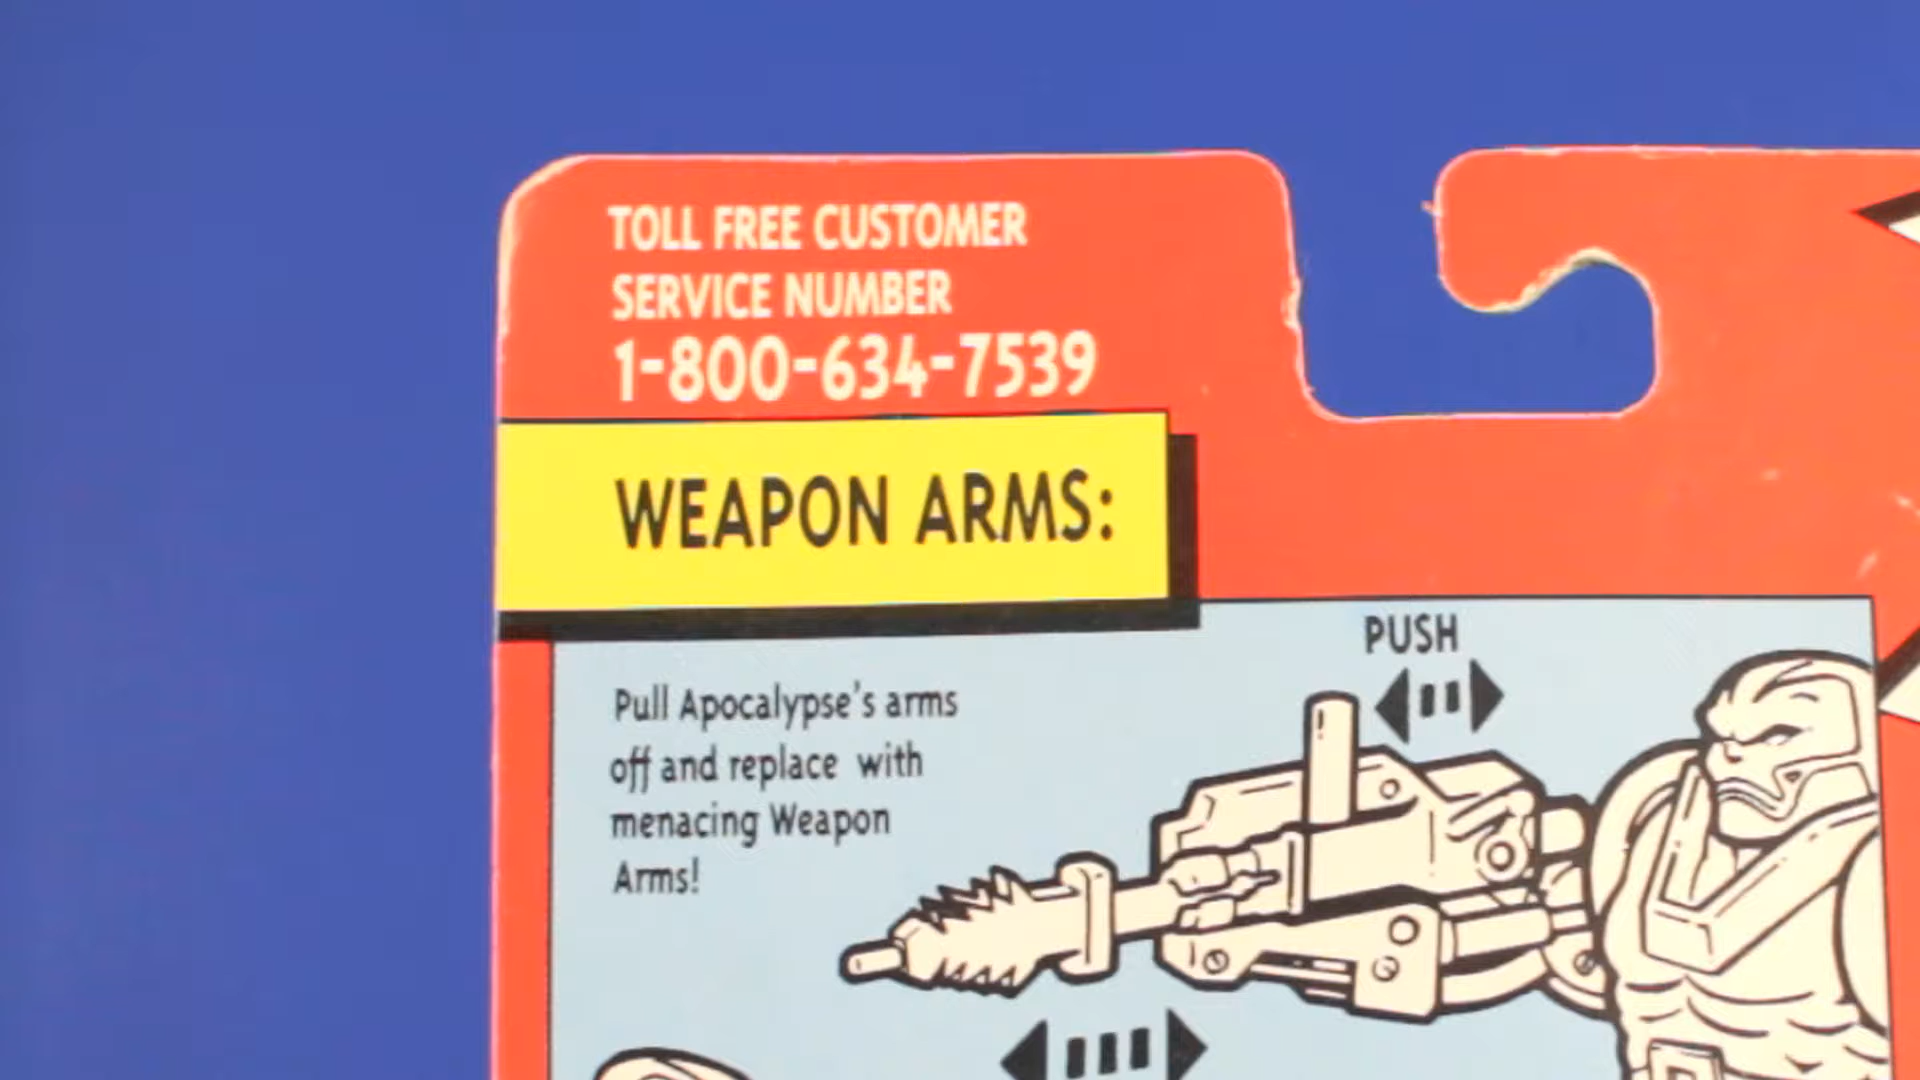 TOLL FREE CUSTOMER
SERVICE NUMBER
1-800-634-7539
WEAPON ARMS:
PUSH
Pull Apocalypse's arms
off and replace with
menacing Weapon
Arms!